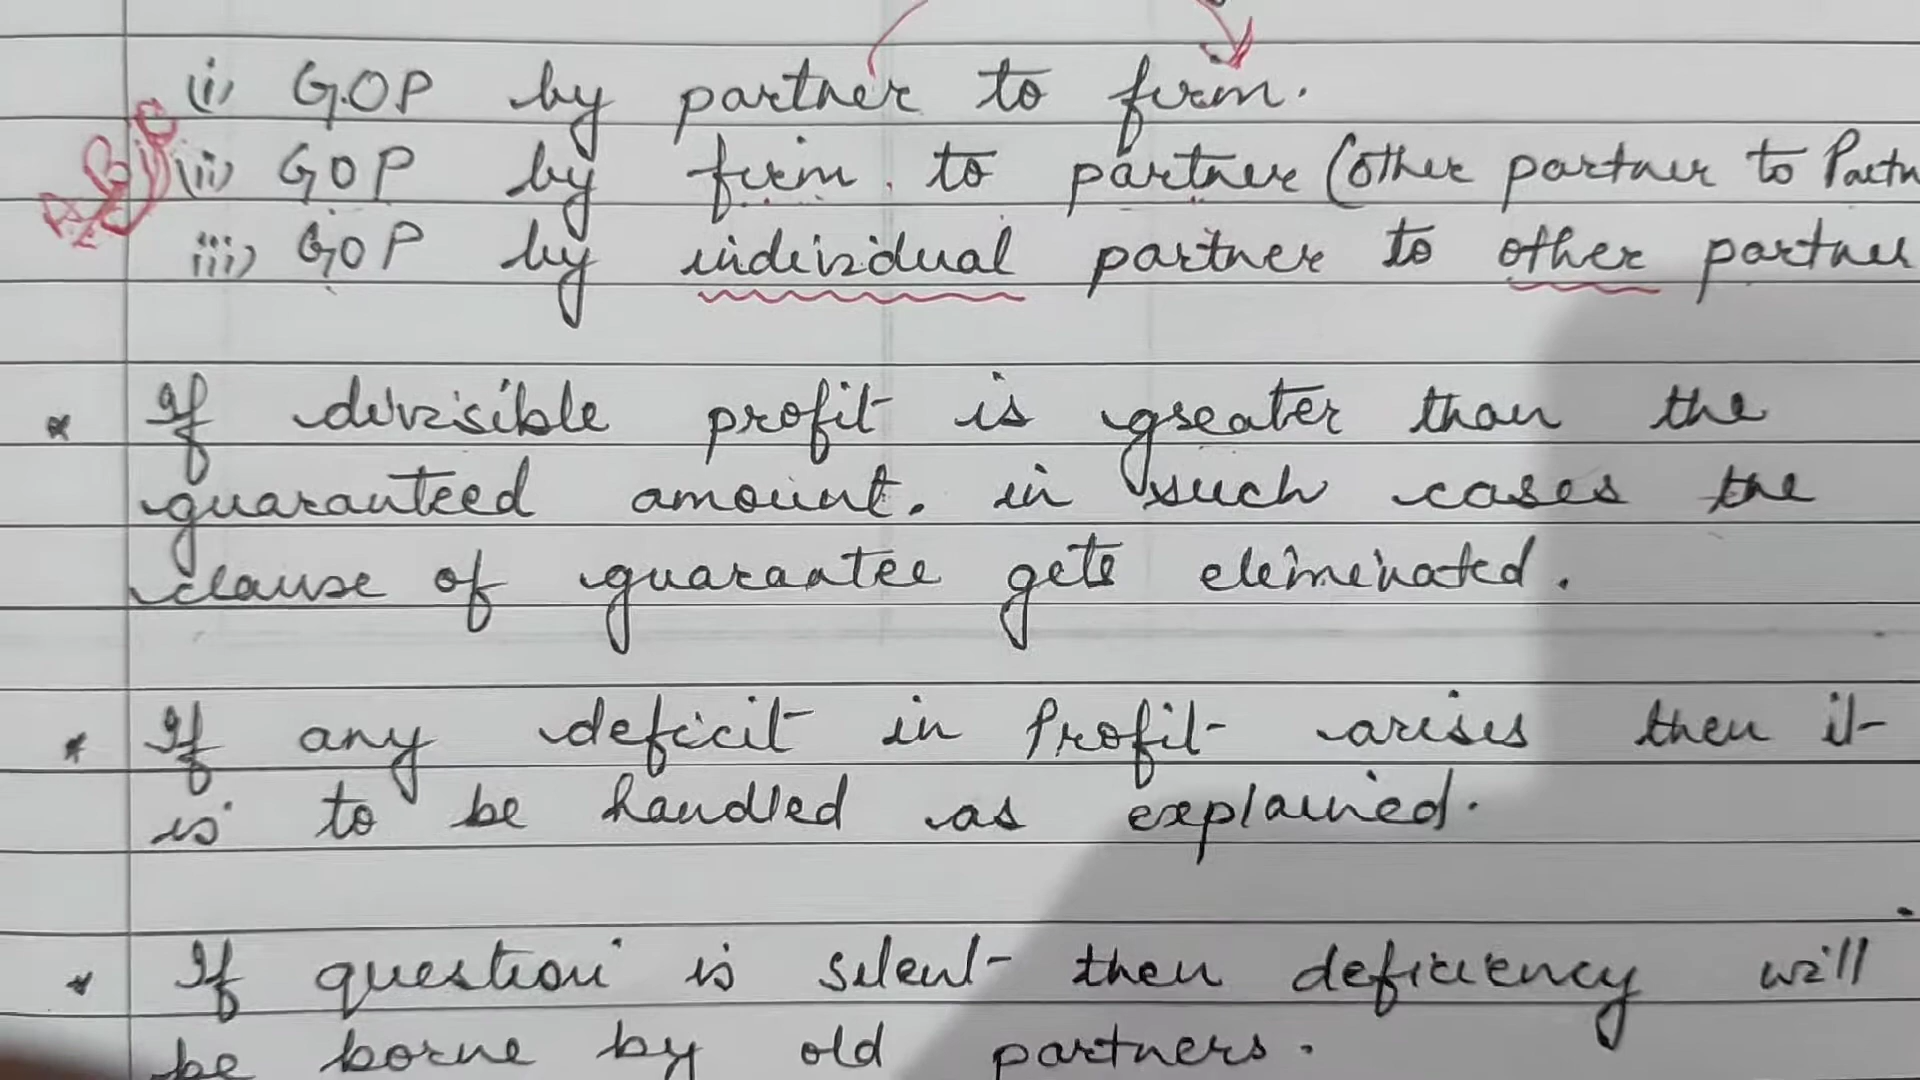 (i) G.O.P by partner to firm.
(ii) GOP by firm to partner (other partner to Partn
iii) GOP by individual partner to other partner
* If divisible profit is greater than the
guaranteed amount. in such cases the
clause of guarantee gets eleminated.
* If any deficit in Profit arises then it
is to be handled as explained.
* If question is silent then deficiency will
be borne by old partners.